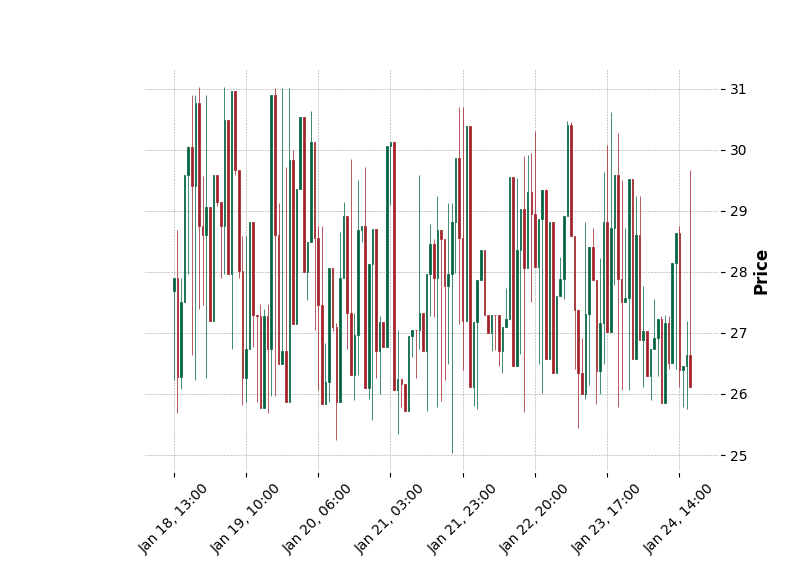 31
30
29
28
27
26
25
Price
Jan 18, 13:00
Jan 19, 10:00
Jan 20, 06:00
Jan 21, 03:00
Jan 21, 23:00
Jan 22, 20:00
Jan 23, 17:00
Jan 24, 14:00